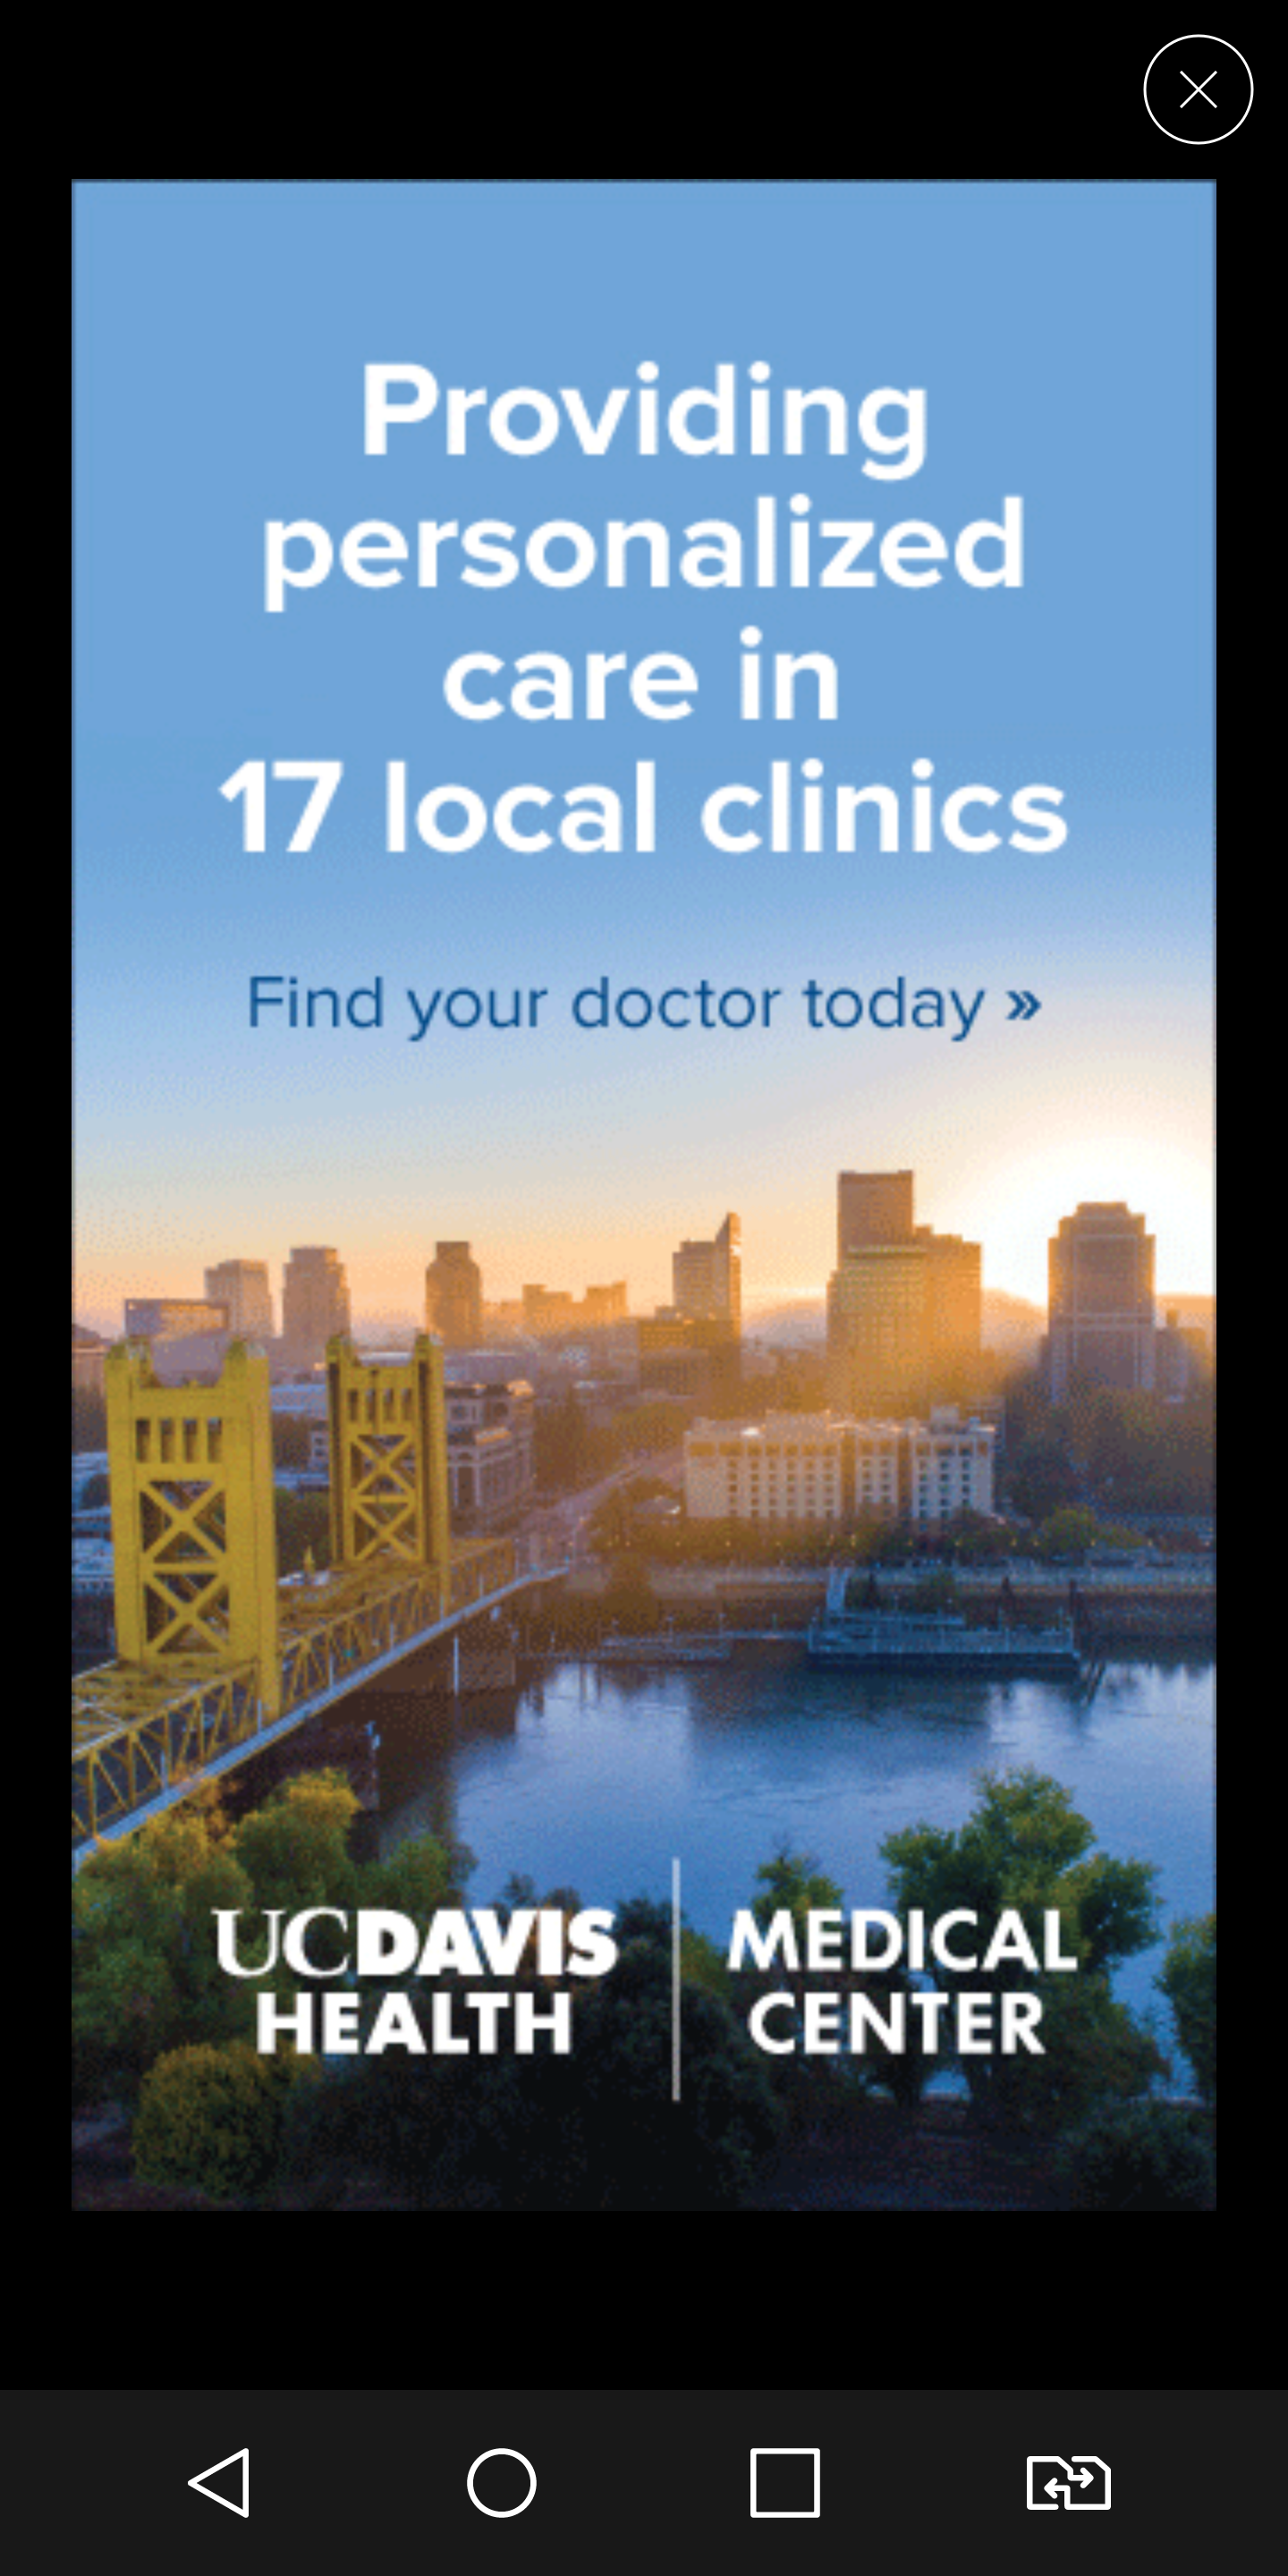 Providing
personalized
care in
17 local clinics
Find your doctor today »
UCDAVIS
HEALTH
MEDICAL
CENTER